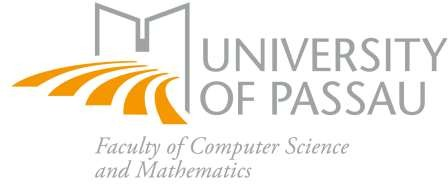 UNIVERSITY
OF PASSAU
Faculty of Computer Science
and Mathematics